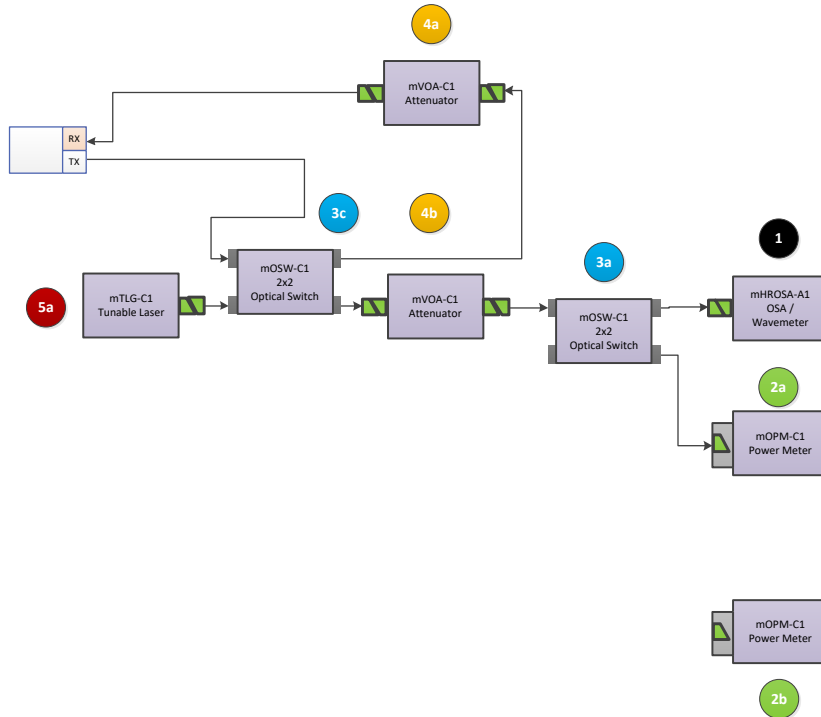 4a
mVOA-C1
Attenuator
RX
TX
3c
4b
3a
1
5a
mTLG-C1
Tunable Laser
mOSW-C1
2x2
Optical Switch
mVOA-C1
Attenuator
mOSW-C1
2x2
Optical Switch
mHROSA-A1
OSA /
Wavemeter
2a
mOPM-C1
Power Meter
mOPM-C1
Power Meter
2b